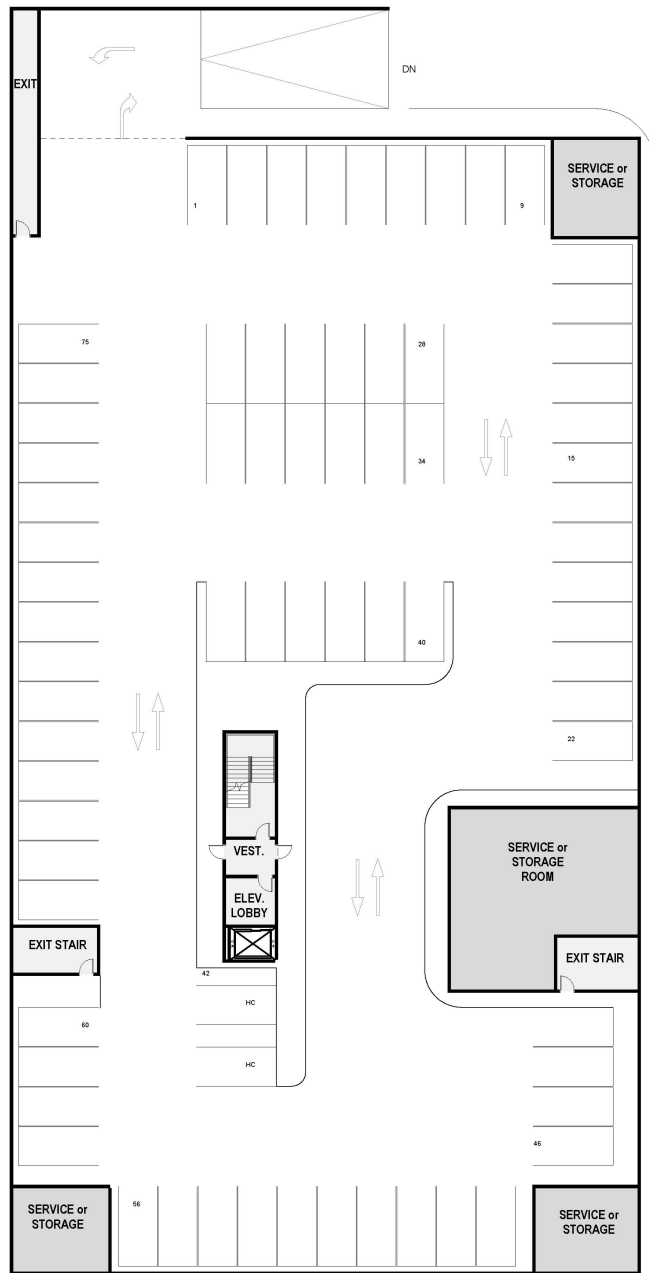 DN
EXIT
SERVICE or
STORAGE
1
9
75
28
34
15
40
22
VEST.
SERVICE or
STORAGE
ROOM
ELEV.
LOBBY
EXIT STAIR
EXIT STAIR
42
HC
60
HC
46
56
SERVICE or
STORAGE
SERVICE or
STORAGE